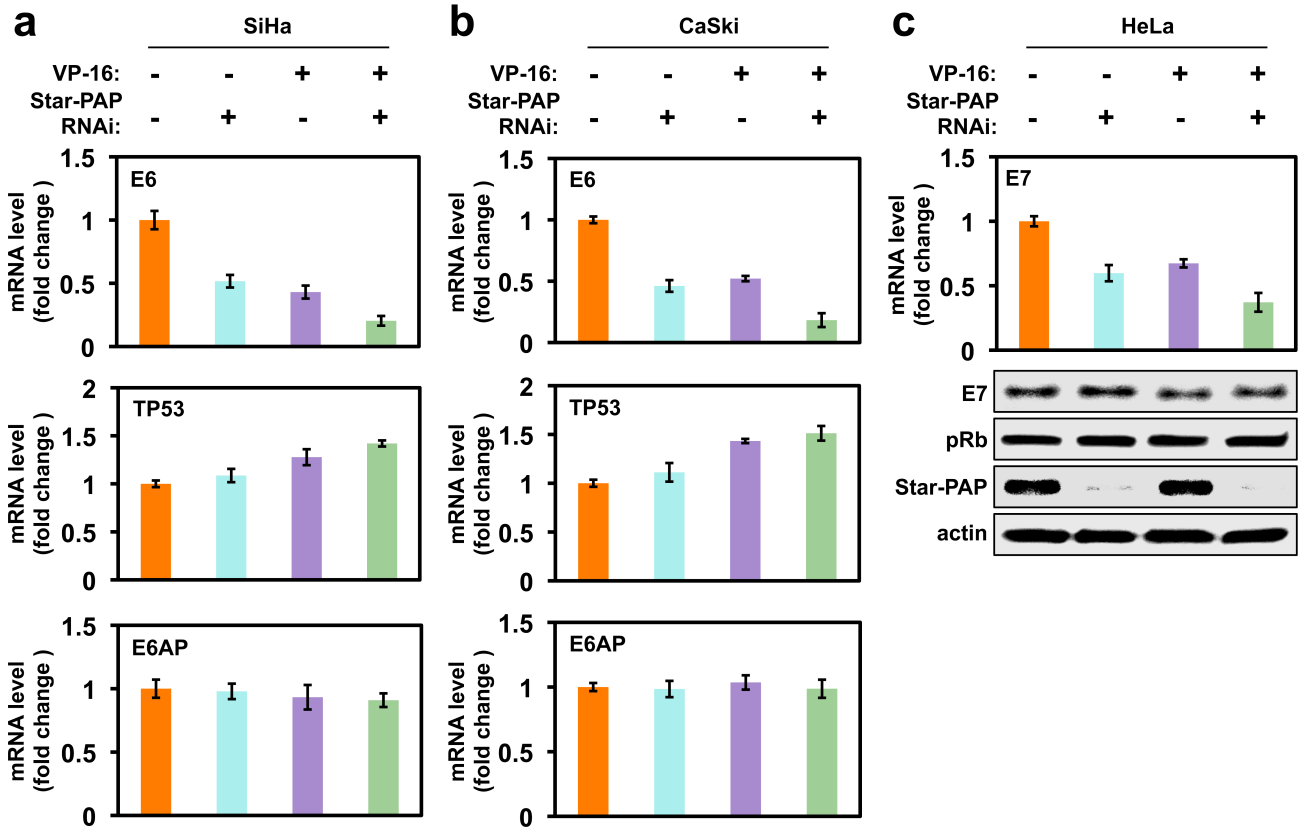 a
SiHa
VP-16: - - + +
Star-PAP
RNAi: - + - +
mRNA level
(fold change )
1.5
1
0.5
0
E6
mRNA level
(fold change )
2
1.5
1
0.5
0
TP53
mRNA level
(fold change )
1.5
1
0.5
0
E6AP
b
CaSki
VP-16: - - + +
Star-PAP
RNAi: - + - +
mRNA level
(fold change )
1.5
1
0.5
0
E6
mRNA level
(fold change )
2
1.5
1
0.5
0
TP53
mRNA level
(fold change )
1.5
1
0.5
0
E6AP
c
HeLa
VP-16: - - + +
Star-PAP
RNAi: - + - +
mRNA level
(fold change )
1.5
1
0.5
0
E7
E7
pRb
Star-PAP
actin